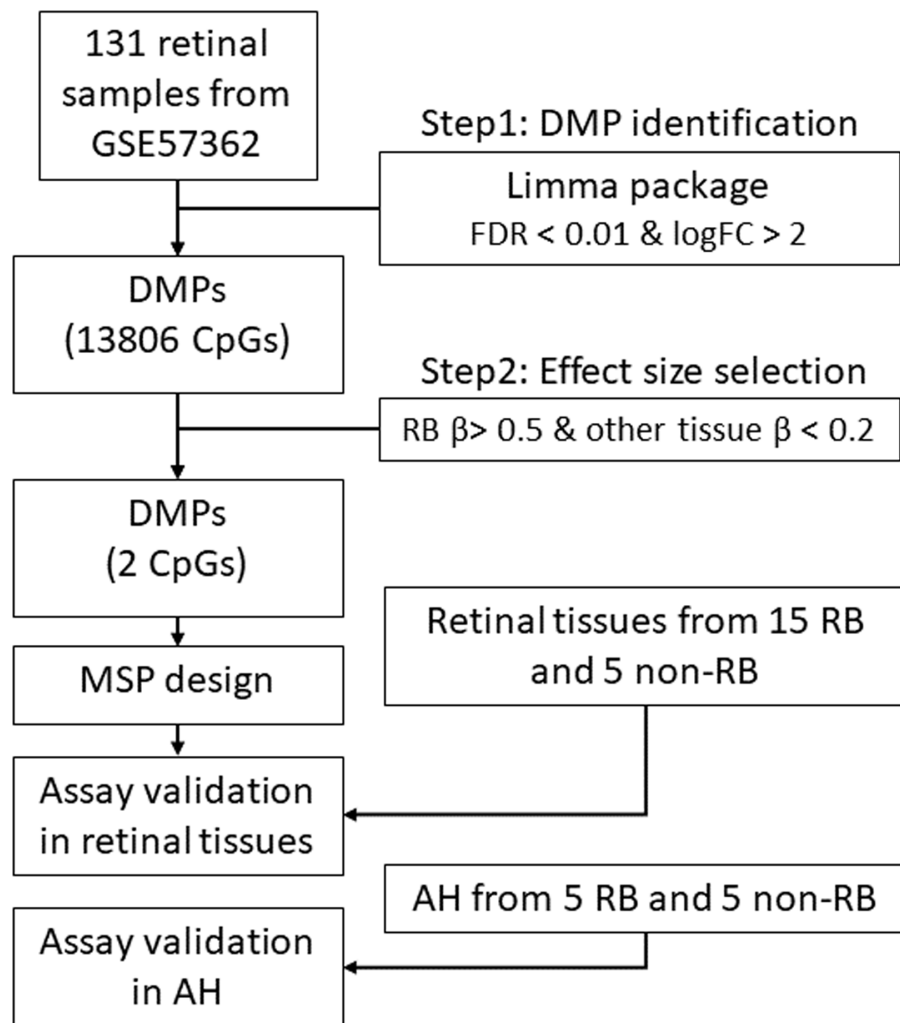 131 retinal
samples from
GSE57362
Step1: DMP identification
Limma package
FDR < 0.01 & logFC > 2
DMPs
(13806 CpGs)
Step2: Effect size selection
RB β> 0.5 & other tissue β < 0.2
DMPs
(2 CpGs)
MSP design
Retinal tissues from 15 RB
and 5 non-RB
Assay validation
in retinal tissues
AH from 5 RB and 5 non-RB
Assay validation
in AH